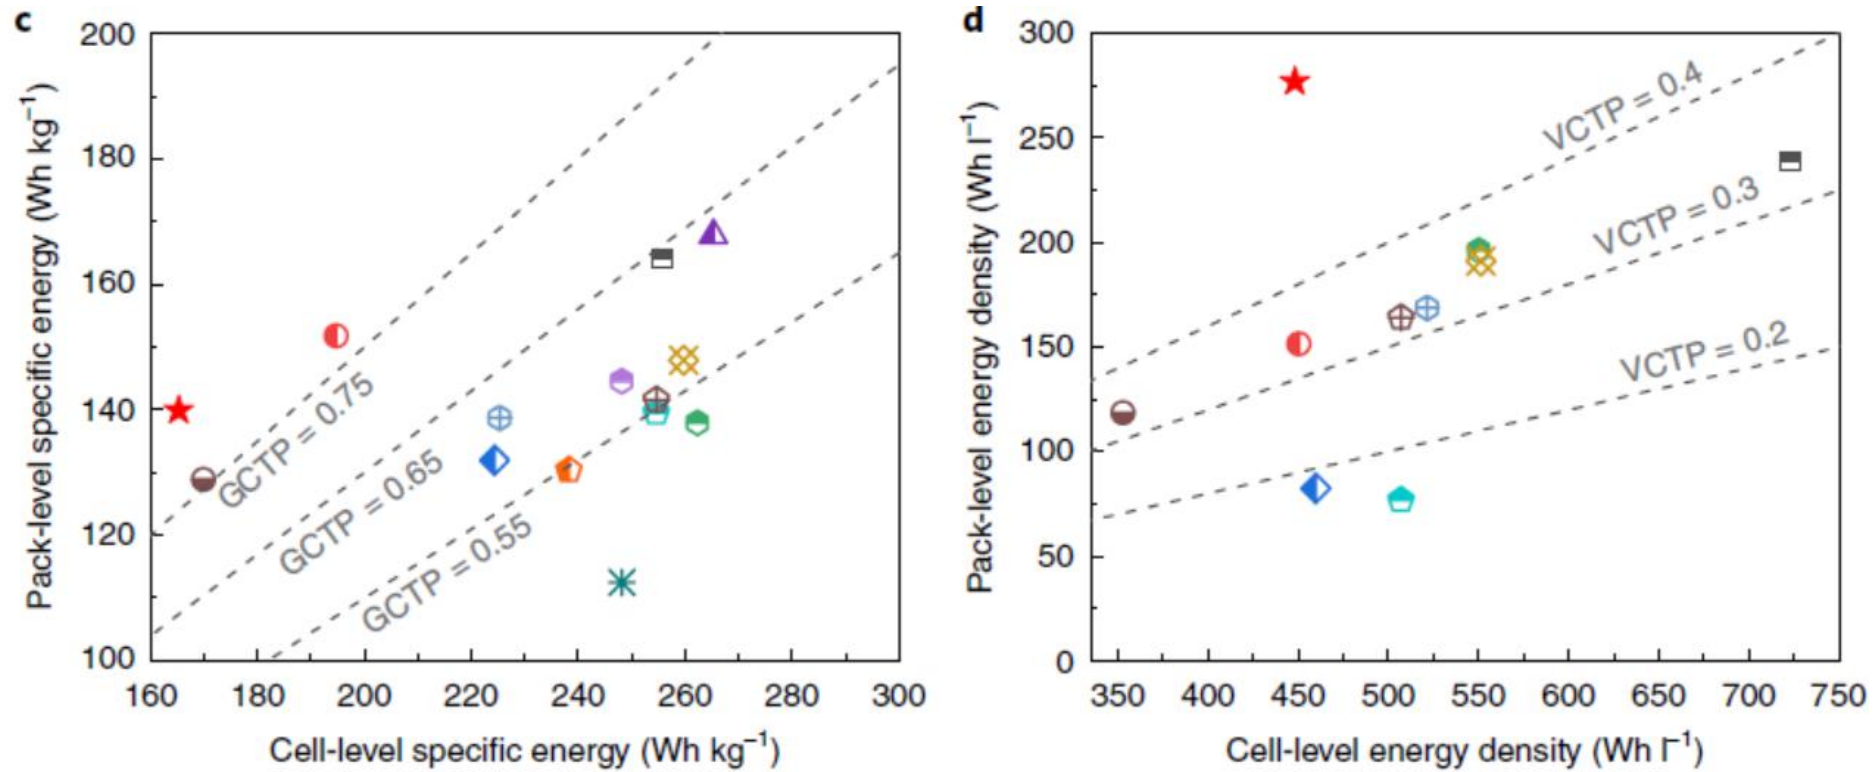 c
200
180
160
140
120
100
Pack-level specific energy (Wh kg⁻¹)
GCTP = 0.75
GCTP = 0.65
GCTP = 0.55
160 180 200 220 240 260 280 300
Cell-level specific energy (Wh kg⁻¹)
d
300
250
200
150
100
50
0
Pack-level energy density (Wh l⁻¹)
VCTP = 0.4
VCTP = 0.3
VCTP = 0.2
350 400 450 500 550 600 650 700 750
Cell-level energy density (Wh l⁻¹)